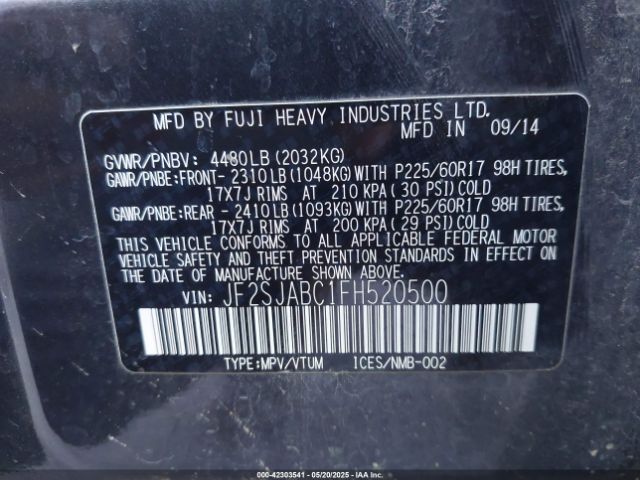 MFD BY FUJI HEAVY INDUSTRIES LTD.
MFD IN 09/14
GVWR/PNBV: 4480LB (2032KG)
GAWR/PNBE:FRONT- 2310LB (1048KG) WITH P225/60R17 98H TIRES,
17X7J RIMS AT 210 KPA (30 PSI) COLD
GAWR/PNBE:REAR - 2410LB (1093KG) WITH P225/60R17 98H TIRES,
17X7J RIMS AT 200 KPA (29 PSI) COLD
THIS VEHICLE CONFORMS TO ALL APPLICABLE FEDERAL MOTOR
VEHICLE SAFETY AND THEFT PREVENTION STANDARDS IN EFFECT ON
THE DATE OF MANUFACTURE SHOWN ABOVE.
VIN: JF2SJABC1FH520500
TYPE:MPV/VTUM ICES/NMB-002
000-42303541 - 05/20/2025 - IAA Inc.